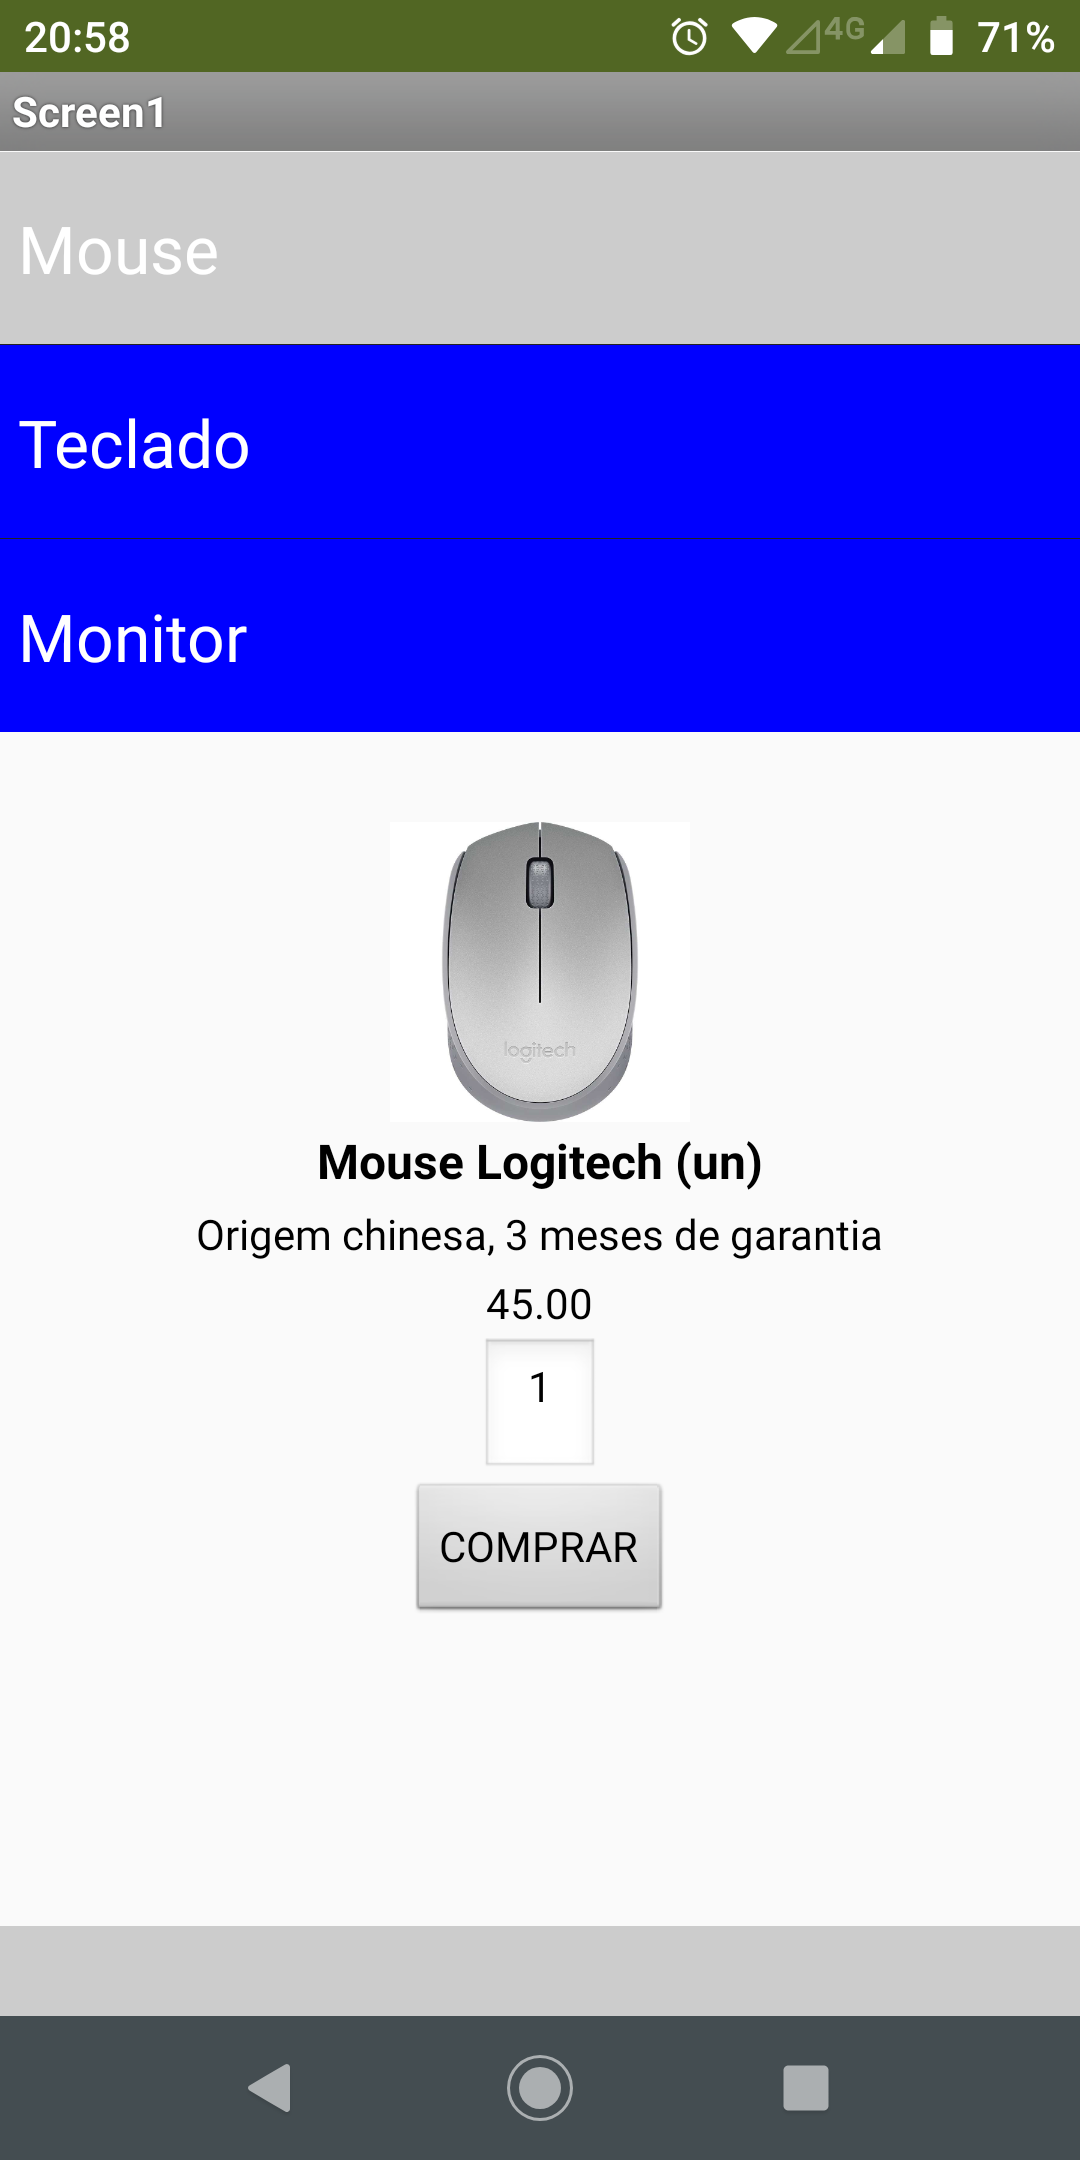 20:58 4G 71%
Screen1
Mouse
Teclado
Monitor
logitech
Mouse Logitech (un)
Origem chinesa, 3 meses de garantia
45.00
1
COMPRAR